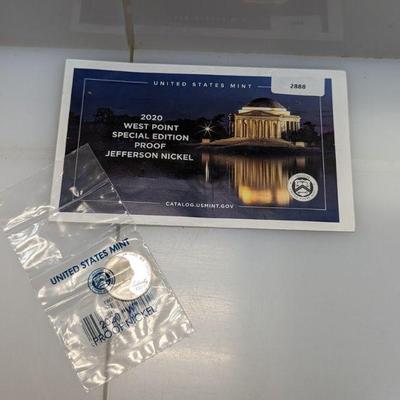 UNITED STATES MINT
2888
2020
WEST POINT
SPECIAL EDITION
PROOF
JEFFERSON NICKEL
CATALOG.USMINT.GOV
UNITED STATES MINT
PROOF NICKEL